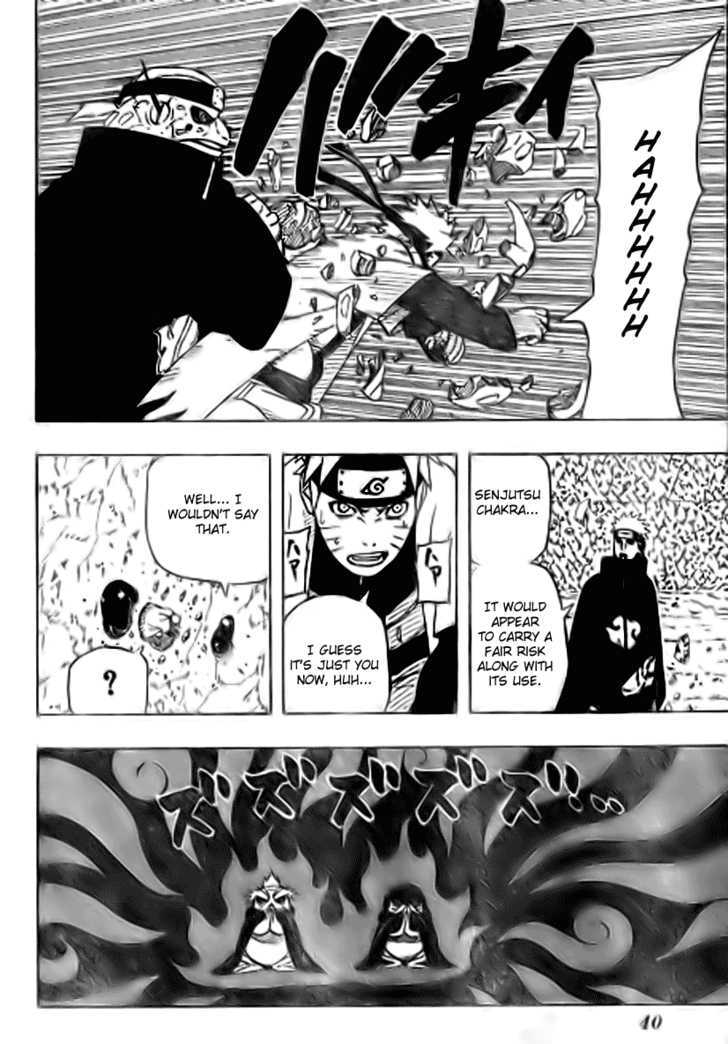 HAHHHHHH
バキィ
SENJUTSU
CHAKRA...
IT WOULD
APPEAR
TO CARRY A
FAIR RISK
ALONG WITH
ITS USE.
ハァ
ハァ
I GUESS
IT'S JUST YOU
NOW, HUH...
WELL... I
WOULDN'T SAY
THAT.
?
ズズズズズ!!...
40